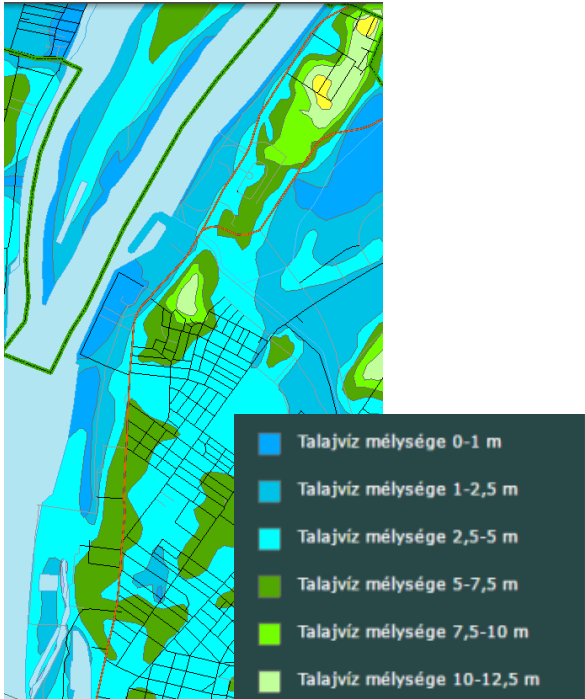 Talajvíz mélysége 0-1 m
Talajvíz mélysége 1-2,5 m
Talajvíz mélysége 2,5-5 m
Talajvíz mélysége 5-7,5 m
Talajvíz mélysége 7,5-10 m
Talajvíz mélysége 10-12,5 m